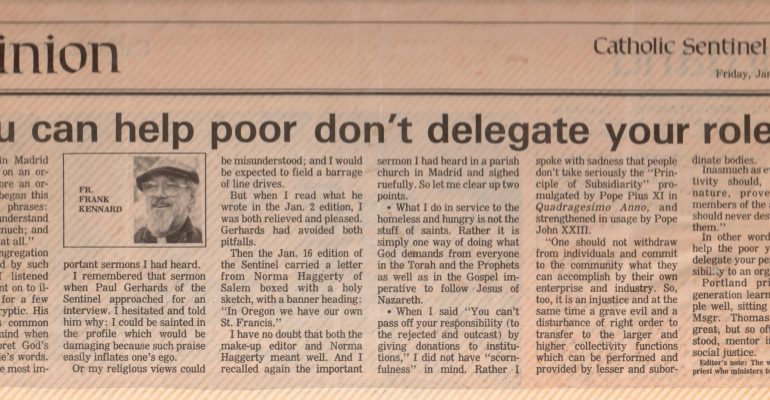 inion
Catholic Sentinel
Friday, Jan
u can help poor don't delegate your role
in Madrid
on an or-
ore an or-
began this
phrases:
understand
much; and
at all."
ngregation
d by such
I listened
nt on to il-
for a few
ryptic. His
s common
mind when
pret God's
le's words.
e most im-
FR.
FRANK
KENNARD
portant sermons I had heard.
I remembered that sermon
when Paul Gerhards of the
Sentinel approached for an
interview. I hesitated and told
him why: I could be sainted in
the profile which would be
damaging because such praise
easily inflates one's ego.
Or my religious views could
be misunderstood; and I would
be expected to field a barrage
of line drives.
But when I read what he
wrote in the Jan. 2 edition, I
was both relieved and pleased.
Gerhards had avoided both
pitfalls.
Then the Jan. 16 edition of
the Sentinel carried a letter
from Norma Haggerty of
Salem boxed with a holy
sketch, with a banner heading:
"In Oregon we have our own
St. Francis."
I have no doubt that both the
make-up editor and Norma
Haggerty meant well. And I
recalled again the important
sermon I had heard in a parish
church in Madrid and sighed
ruefully. So let me clear up two
points.
• What I do in service to the
homeless and hungry is not the
stuff of saints. Rather it is
simply one way of doing what
God demands from everyone
in the Torah and the Prophets
as well as in the Gospel im-
perative to follow Jesus of
Nazareth.
• When I said "You can't
pass off your responsibility (to
the rejected and outcast) by
giving donations to institu-
tions," I did not have "scorn-
fulness" in mind. Rather I
spoke with sadness that people
don't take seriously the "Prin-
ciple of Subsidiarity" pro-
mulgated by Pope Pius XI in
Quadragesimo Anno, and
strengthened in usage by Pope
John XXIII.
"One should not withdraw
from individuals and commit
to the community what they
can accomplish by their own
enterprise and industry. So,
too, it is an injustice and at the
same time a grave evil and a
disturbance of right order to
transfer to the larger and
higher collectivity functions
which can be performed and
provided by lesser and subor-
dinate bodies.
Inasmuch as ev
tivity should,
nature, prove
members of the
should never des
them."
In other word
help the poor y
delegate your pe
sibility to an org
Portland pri
generation learn
ple well, sitting
Msgr. Thomas
great, but so oft
stood, mentor i
social justice.
Editor's note: The w
priest who ministers to